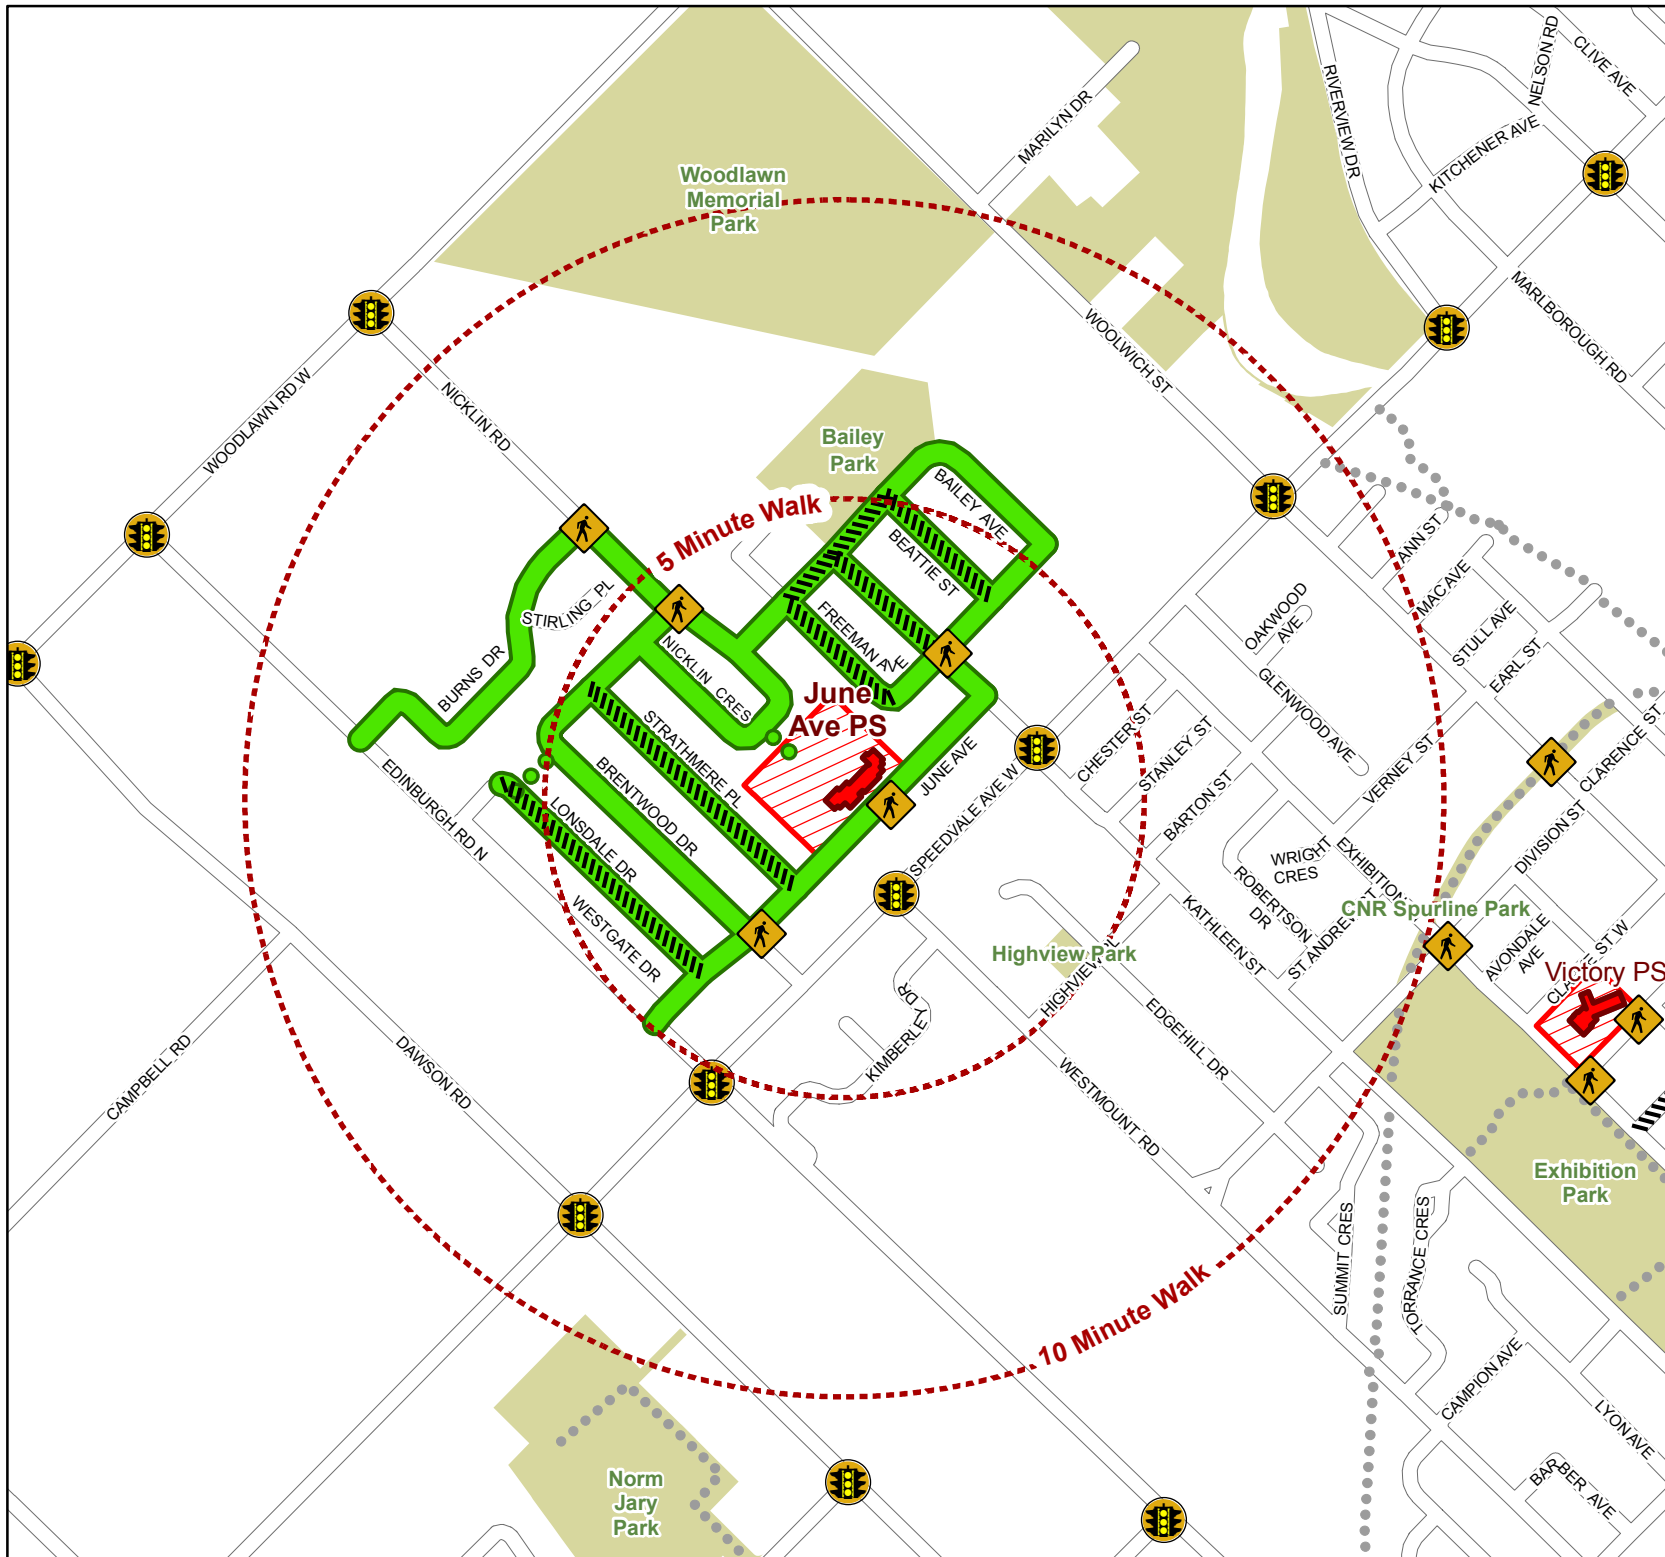 NELSON RD
CLIVE AVE
RIVERVIEW DR
MARILYN DR
KITCHENER AVE
Woodlawn
Memorial
Park
MARLBOROUGH RD
WOOLWICH ST
WOODLAWN RD W
NICKLIN RD
Bailey
Park
BAILEY AVE
5 Minute Walk
BEATTIE ST
ANN ST
MAC AVE
STIRLING PL
FREEMAN AVE
OAKWOOD
AVE
STULL AVE
EARL ST
BURNS DR
NICKLIN CRES
GLENWOOD AVE
June
Ave PS
CHESTER ST
STANLEY ST
CLARENCE ST
STRATHMERE PL
JUNE AVE
VERNEY ST
EDINBURGH RD N
BRENTWOOD DR
SPEEDVALE AVE W
BARTON ST
DIVISION ST
LONSDALE DR
WRIGHT
CRES
EXHIBITION
ROBERTSON
DR
CNR Spurline Park
WESTGATE DR
KATHLEEN ST
AVONDALE
AVE
Highview Park
Victory PS
KIMBERLEY DR
EDGEHILL DR
CAMPBELL RD
DAWSON RD
WESTMOUNT RD
Exhibition
Park
SUMMIT CRES
TORRANCE CRES
10 Minute Walk
CAMPION AVE
LYON AVE
Norm
Jary
Park
BARBER AVE